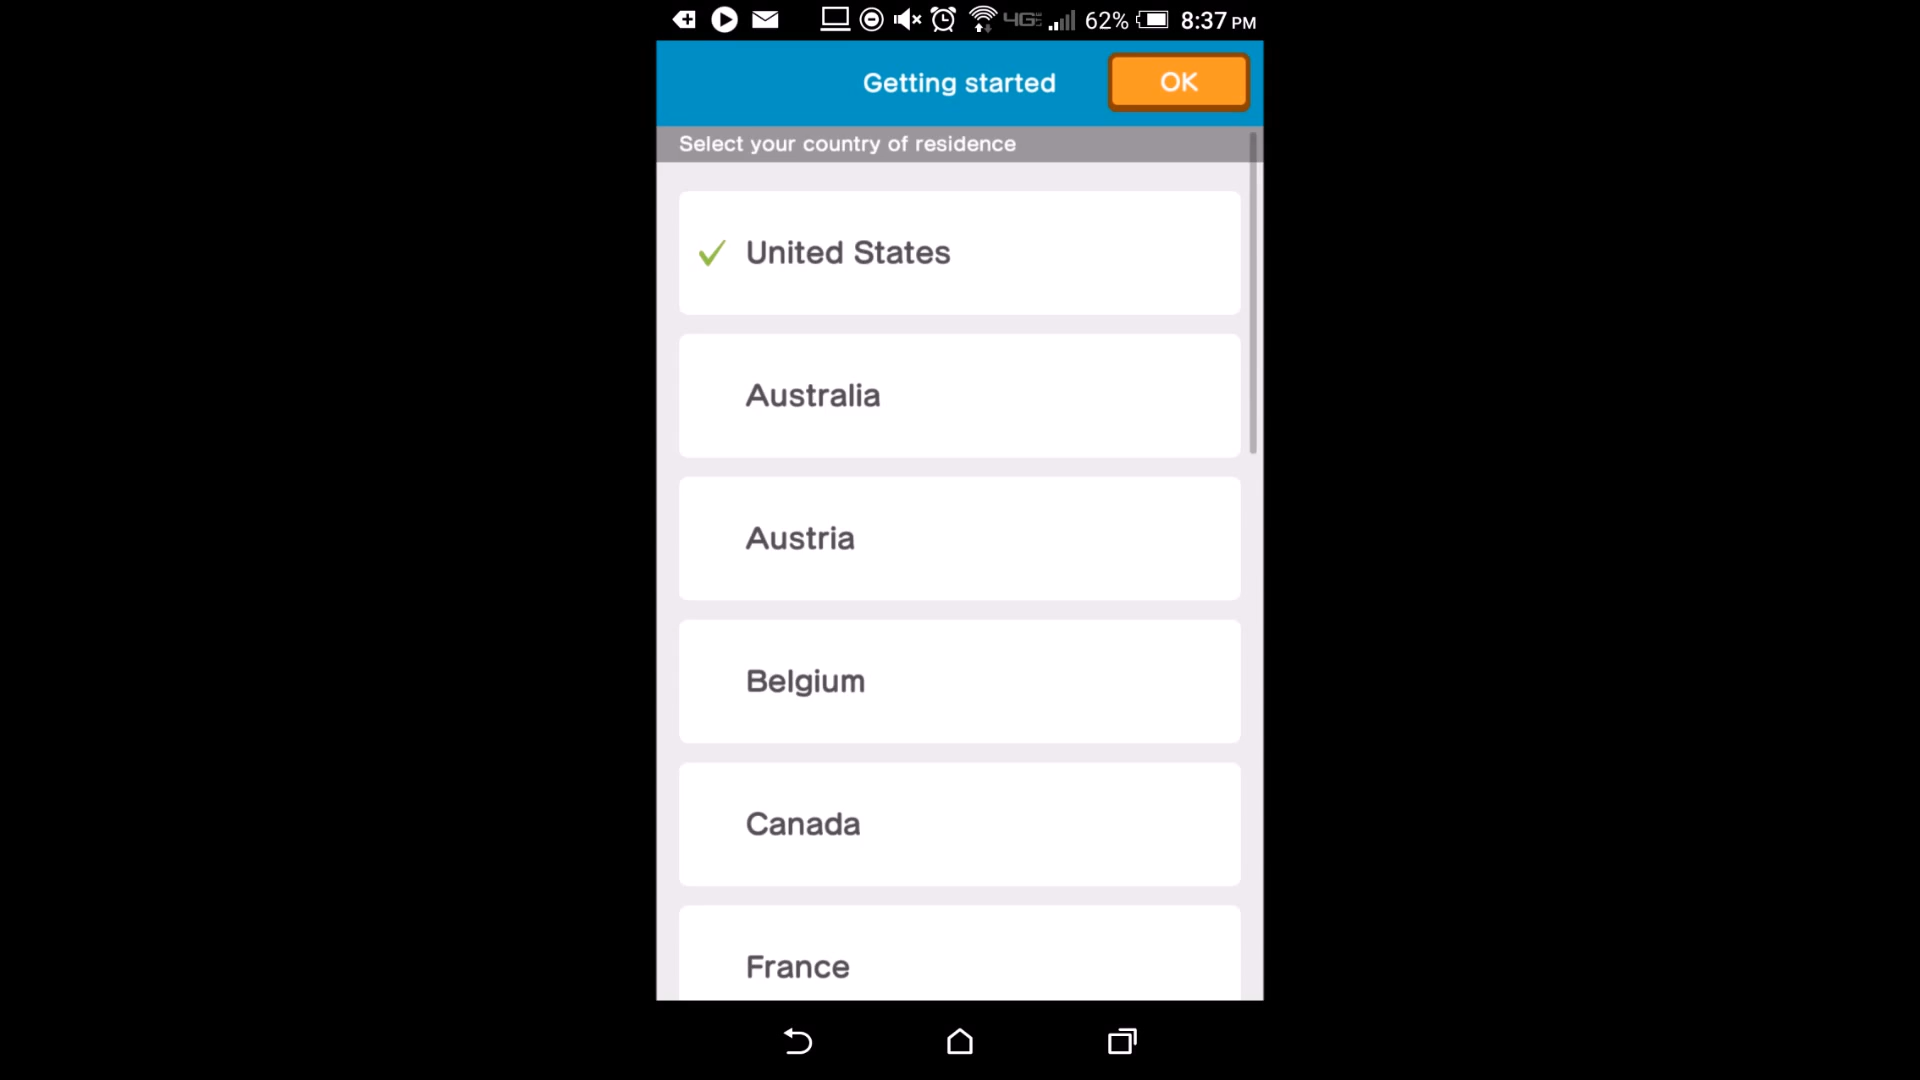 4G 62% 8:37 PM
Getting started
OK
Select your country of residence
United States
Australia
Austria
Belgium
Canada
France